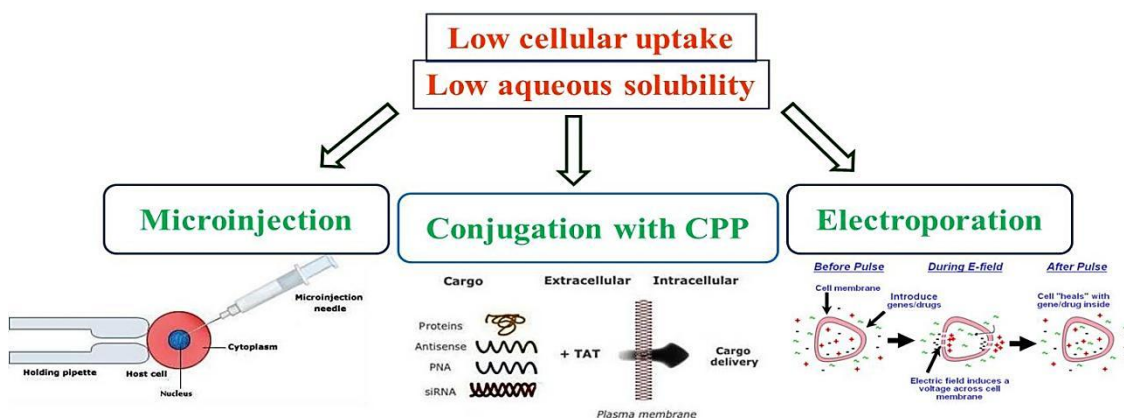 Low cellular uptake
Low aqueous solubility
Microinjection
Microinjection
needle
Cytoplasm
Holding pipette
Host cell
Nucleus
Conjugation with CPP
Cargo
Extracellular
Intracellular
Proteins
Antisense
PNA
siRNA
+ TAT
Cargo
delivery
Plasma membrane
Electroporation
Before Pulse
During E-field
After Pulse
Cell membrane
Introduce
genes/drugs
Cell "heals" with
gene/drug inside
Electric field induces a
voltage across cell
membrane